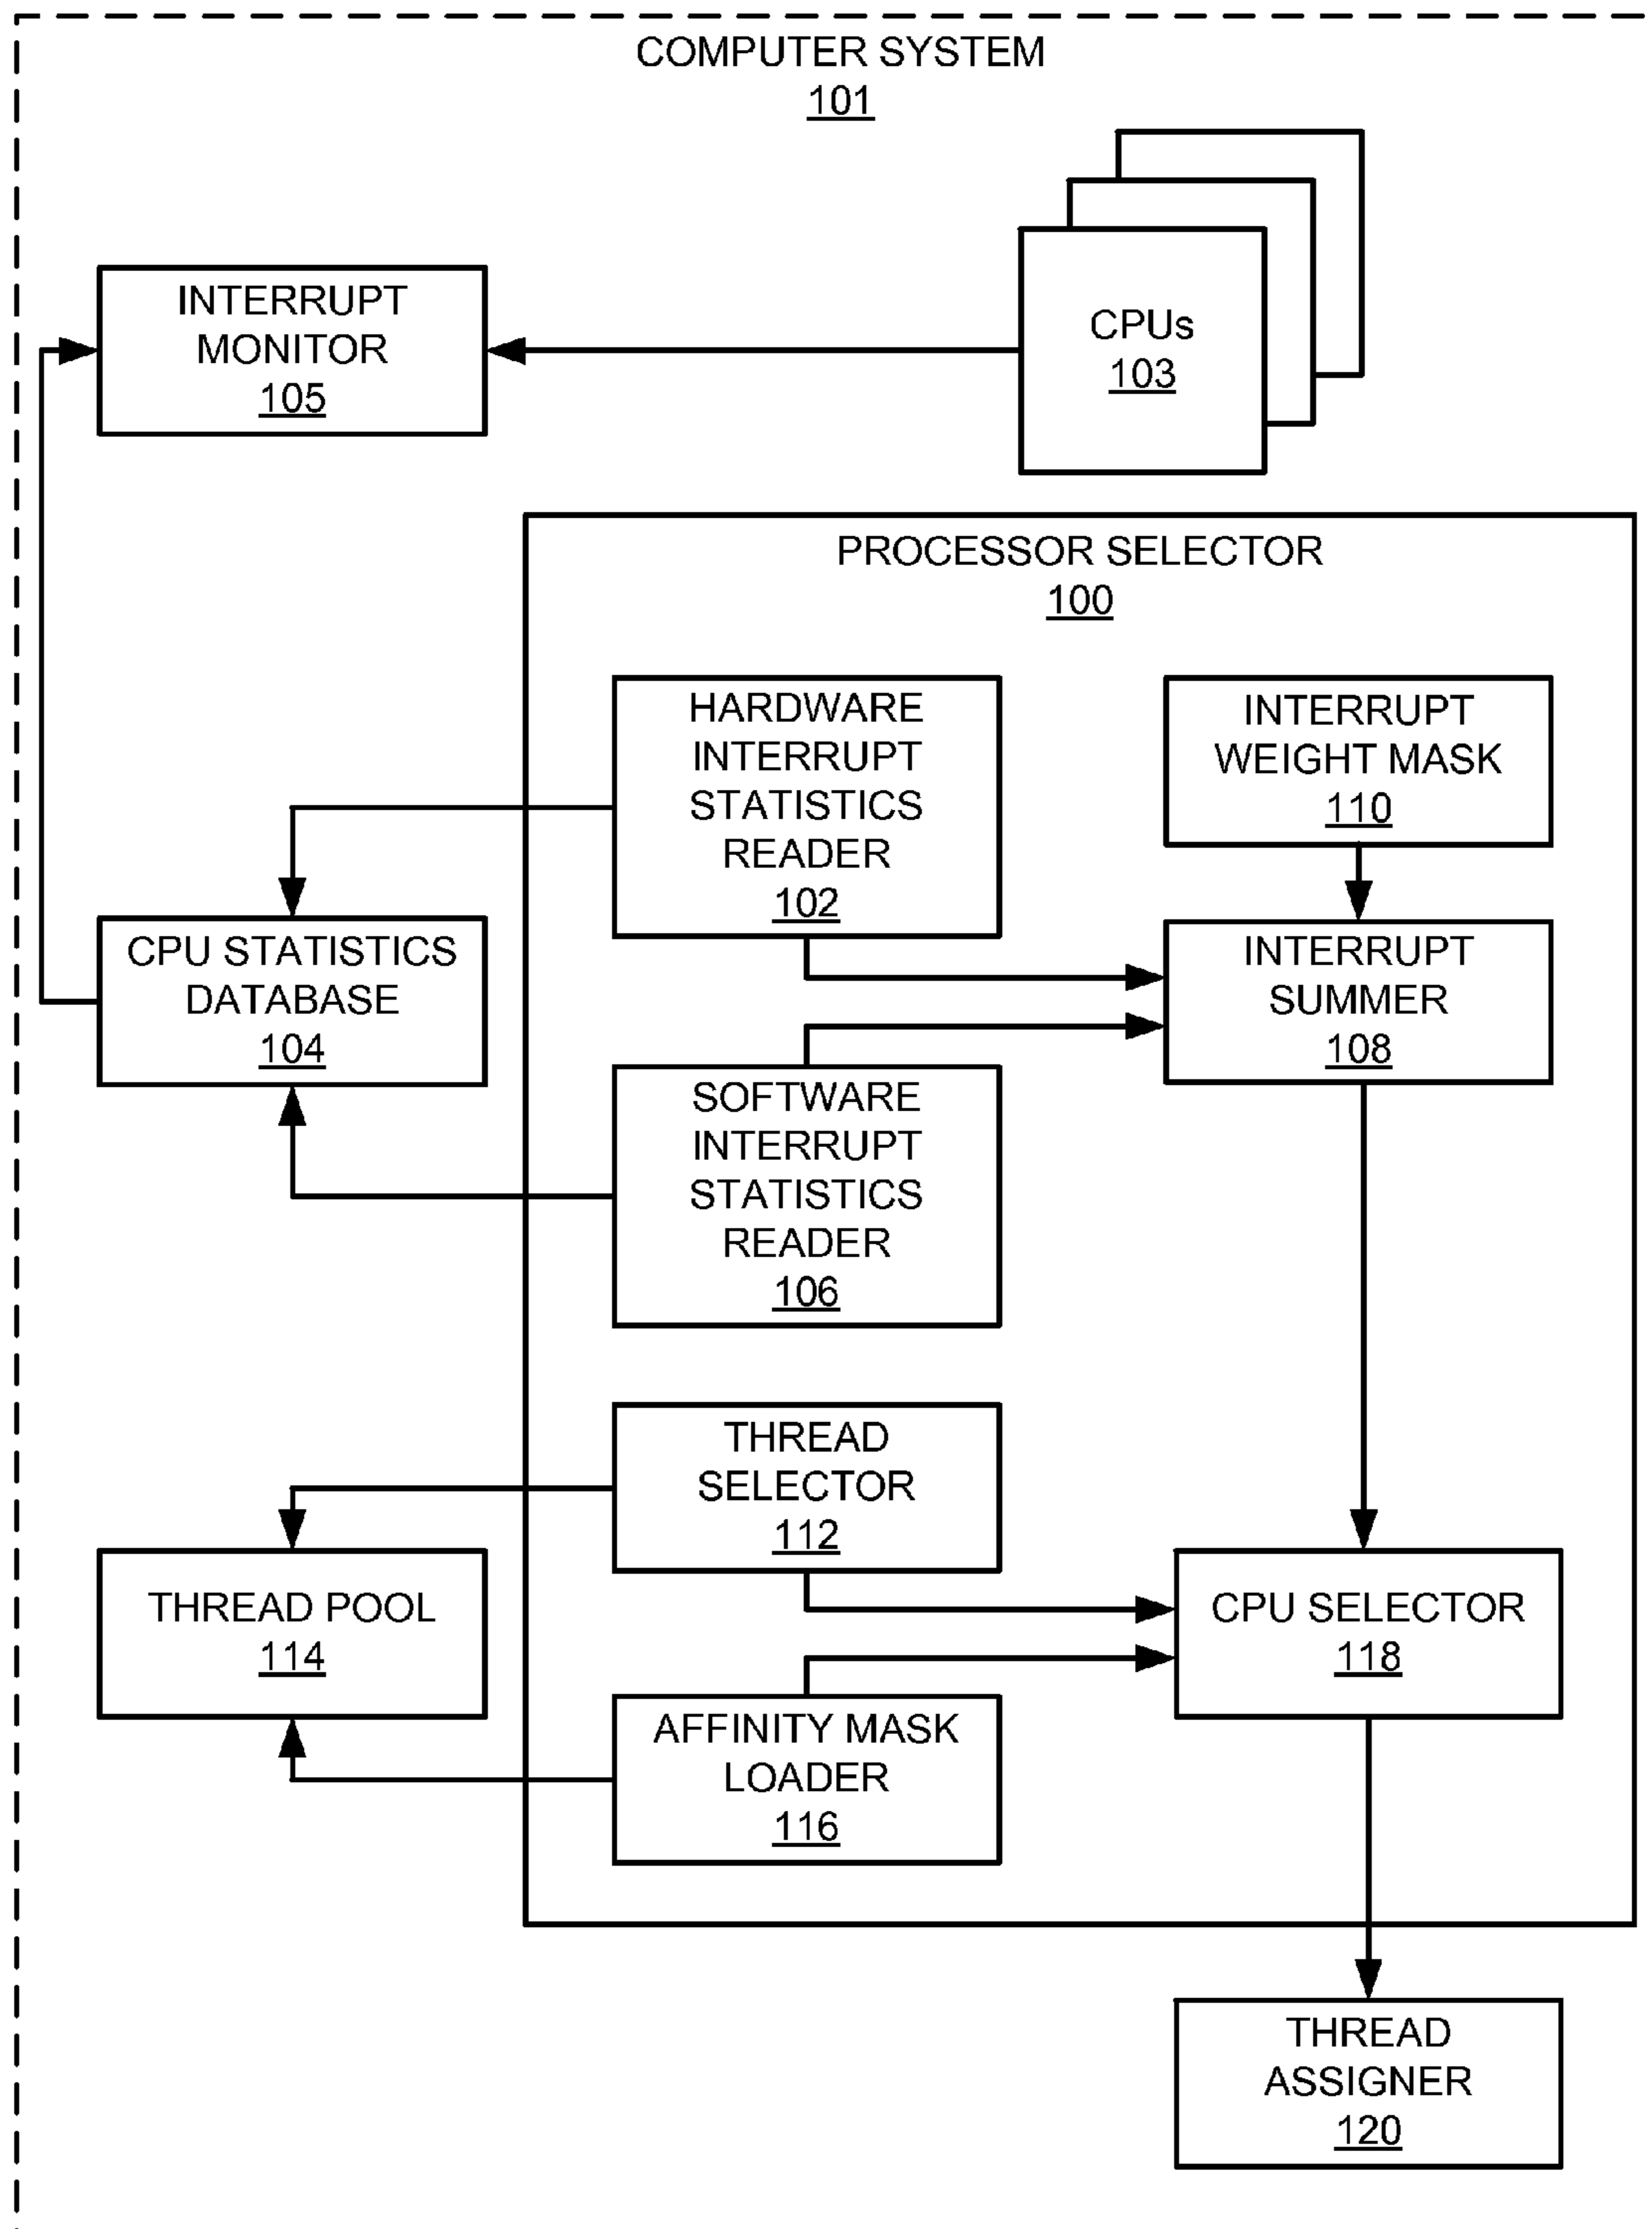 COMPUTER SYSTEM
101
CPUs
103
INTERRUPT
MONITOR
105
PROCESSOR SELECTOR
100
HARDWARE
INTERRUPT
STATISTICS
READER
102
INTERRUPT
WEIGHT MASK
110
CPU STATISTICS
DATABASE
104
INTERRUPT
SUMMER
108
SOFTWARE
INTERRUPT
STATISTICS
READER
106
THREAD
SELECTOR
112
THREAD POOL
114
CPU SELECTOR
118
AFFINITY MASK
LOADER
116
THREAD
ASSIGNER
120